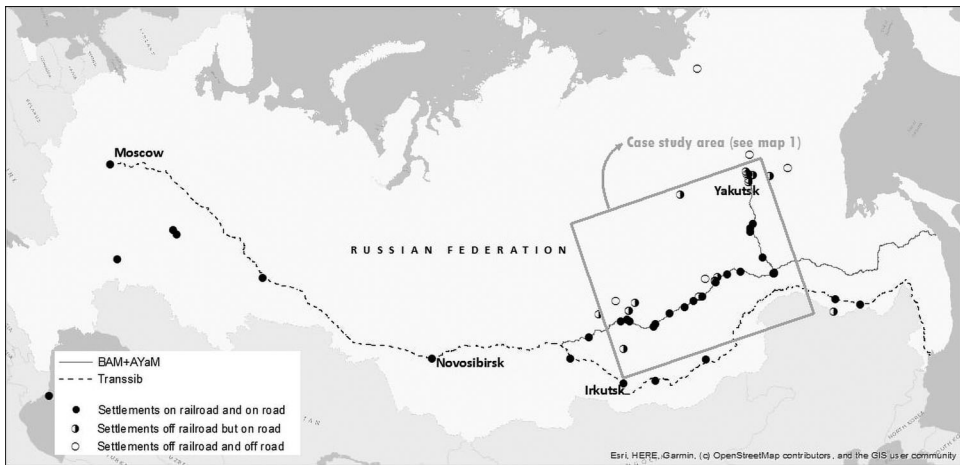 Moscow
Case study area (see map 1)
Yakutsk
RUSSIAN FEDERATION
Novosibirsk
Irkutsk
BAM+AYaM
Transsib
Settlements on railroad and on road
Settlements off railroad but on road
Settlements off railroad and off road
NORTH KOREA
Esri, HERE, Garmin, (c) OpenStreetMap contributors, and the GIS user community